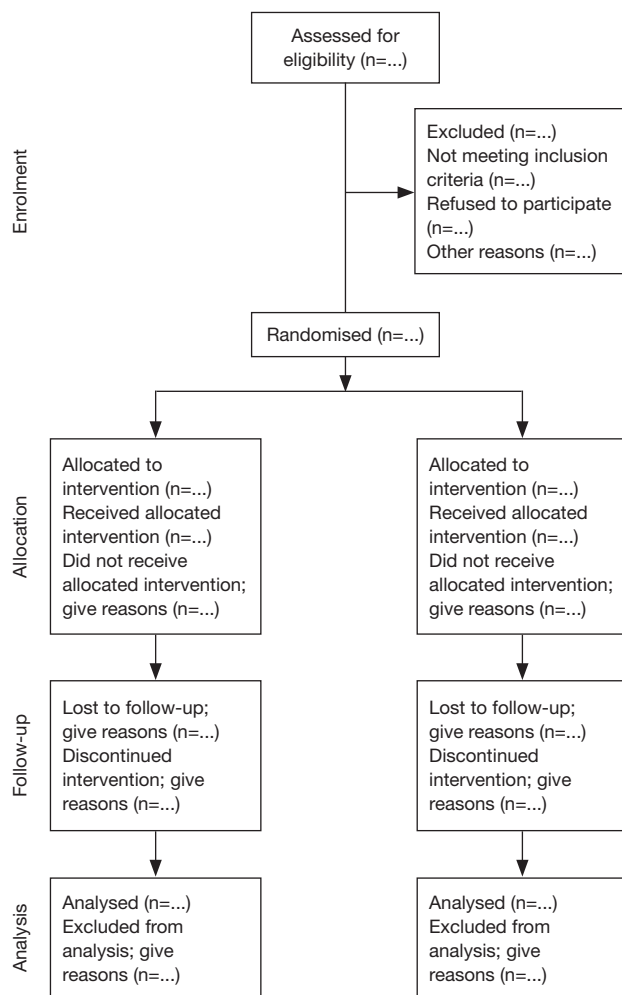 Assessed for
eligibility (n=...)
Enrolment
Excluded (n=...)
Not meeting inclusion
criteria (n=...)
Refused to participate
(n=...)
Other reasons (n=...)
Randomised (n=...)
Allocation
Allocated to
intervention (n=...)
Received allocated
intervention (n=...)
Did not receive
allocated intervention;
give reasons (n=...)
Allocated to
intervention (n=...)
Received allocated
intervention (n=...)
Did not receive
allocated intervention;
give reasons (n=...)
Follow-up
Lost to follow-up;
give reasons (n=...)
Discontinued
intervention; give
reasons (n=...)
Lost to follow-up;
give reasons (n=...)
Discontinued
intervention; give
reasons (n=...)
Analysis
Analysed (n=...)
Excluded from
analysis; give
reasons (n=...)
Analysed (n=...)
Excluded from
analysis; give
reasons (n=...)